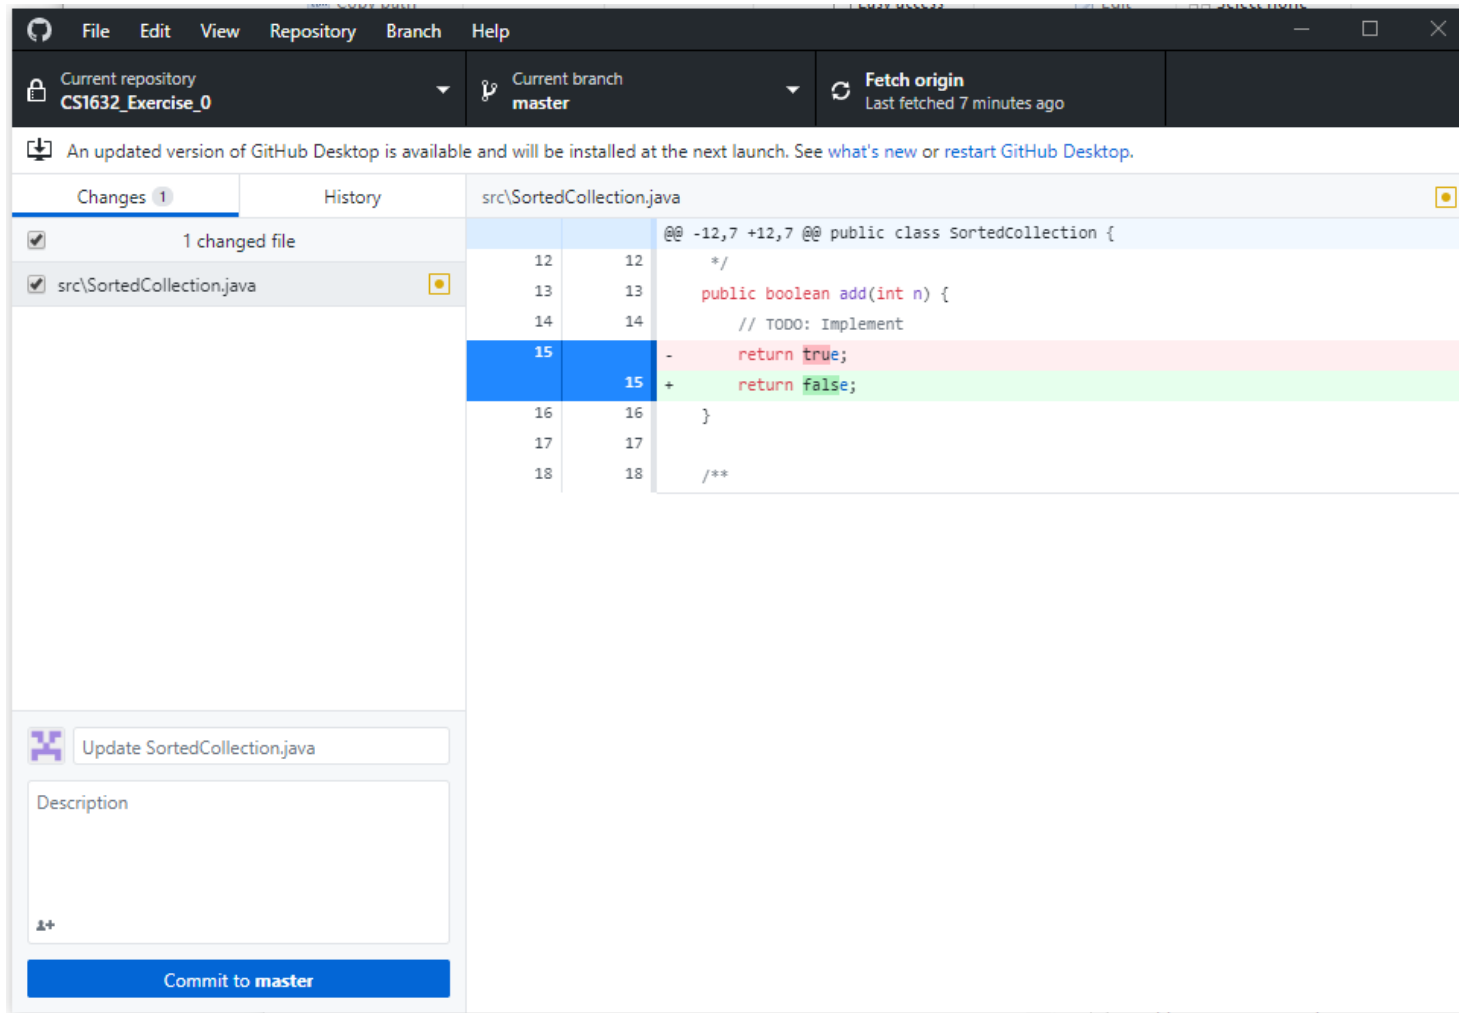 File Edit View Repository Branch Help
Current repository
CS1632_Exercise_0
Current branch
master
Fetch origin
Last fetched 7 minutes ago
An updated version of GitHub Desktop is available and will be installed at the next launch. See what's new or restart GitHub Desktop.
Changes 1 History
src\SortedCollection.java
1 changed file
src\SortedCollection.java
@@ -12,7 +12,7 @@ public class SortedCollection {
12 12 */
13 13 public boolean add(int n) {
14 14 // TODO: Implement
15 - return true;
15 + return false;
16 16 }
17 17
18 18 /**
Update SortedCollection.java
Description
Commit to master